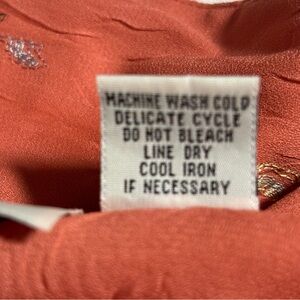 MACHINE WASH COLD
DELICATE CYCLE
DO NOT BLEACH
LINE DRY
COOL IRON
IF NECESSARY